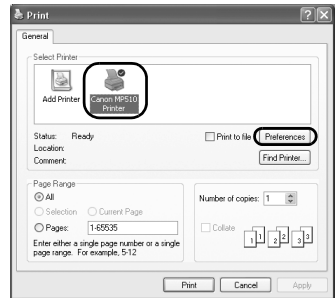 Print
General
Select Printer
Add Printer
Canon MP510 Printer
Status: Ready
Location:
Comment:
Print to file
Preferences
Find Printer...
Page Range
All
Selection
Current Page
Pages: 1-65535
Enter either a single page number or a single
page range. For example, 5-12
Number of copies: 1
Collate
1 1 2 2 3 3
Print
Cancel
Apply